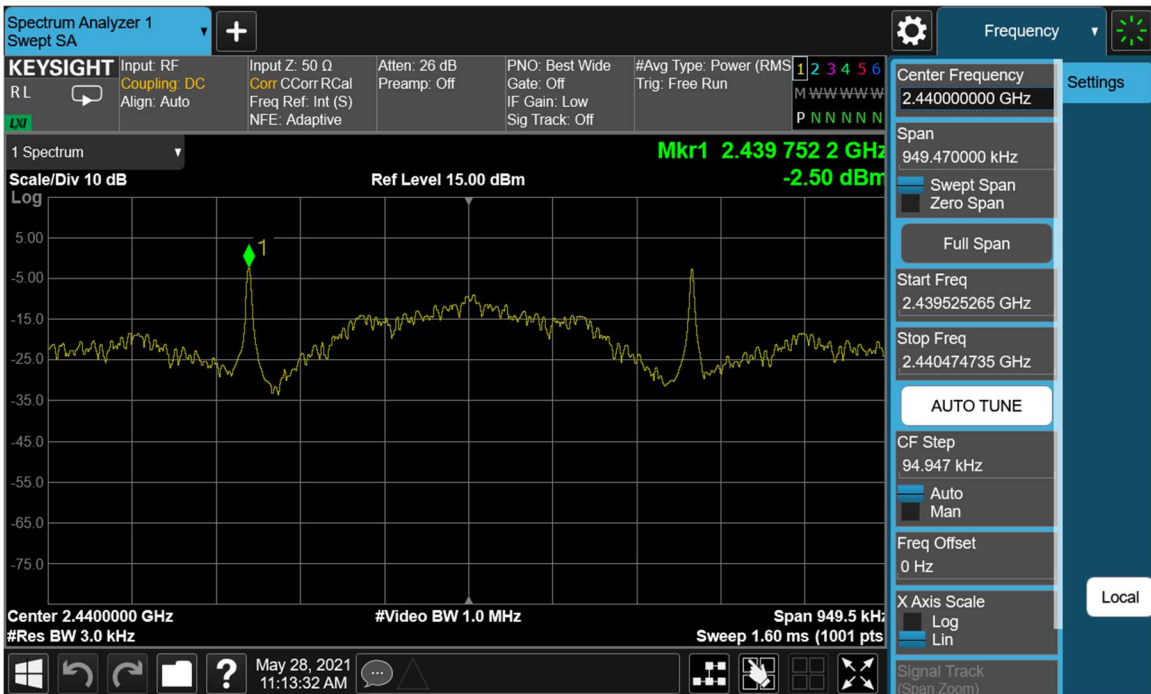 Spectrum Analyzer 1
Swept SA
Frequency
KEYSIGHT
R L
LXI
Input: RF
Coupling: DC
Align: Auto
Input Z: 50 Ω
Corr CCorr RCal
Freq Ref: Int (S)
NFE: Adaptive
Atten: 26 dB
Preamp: Off
PNO: Best Wide
Gate: Off
IF Gain: Low
Sig Track: Off
#Avg Type: Power (RMS
Trig: Free Run
1 2 3 4 5 6
M W W W W W
P N N N N N
1 Spectrum
Mkr1 2.439 752 2 GHz
-2.50 dBm
Scale/Div 10 dB
Ref Level 15.00 dBm
Log
1
5.00
-5.00
-15.0
-25.0
-35.0
-45.0
-55.0
-65.0
-75.0
Center 2.4400000 GHz
#Video BW 1.0 MHz
Span 949.5 kHz
#Res BW 3.0 kHz
Sweep 1.60 ms (1001 pts
?
May 28, 2021
11:13:32 AM
Center Frequency
2.440000000 GHz
Settings
Span
949.470000 kHz
Swept Span
Zero Span
Full Span
Start Freq
2.439525265 GHz
Stop Freq
2.440474735 GHz
AUTO TUNE
CF Step
94.947 kHz
Auto
Man
Freq Offset
0 Hz
X Axis Scale
Log
Lin
Local
Signal Track
(Span Zoom)